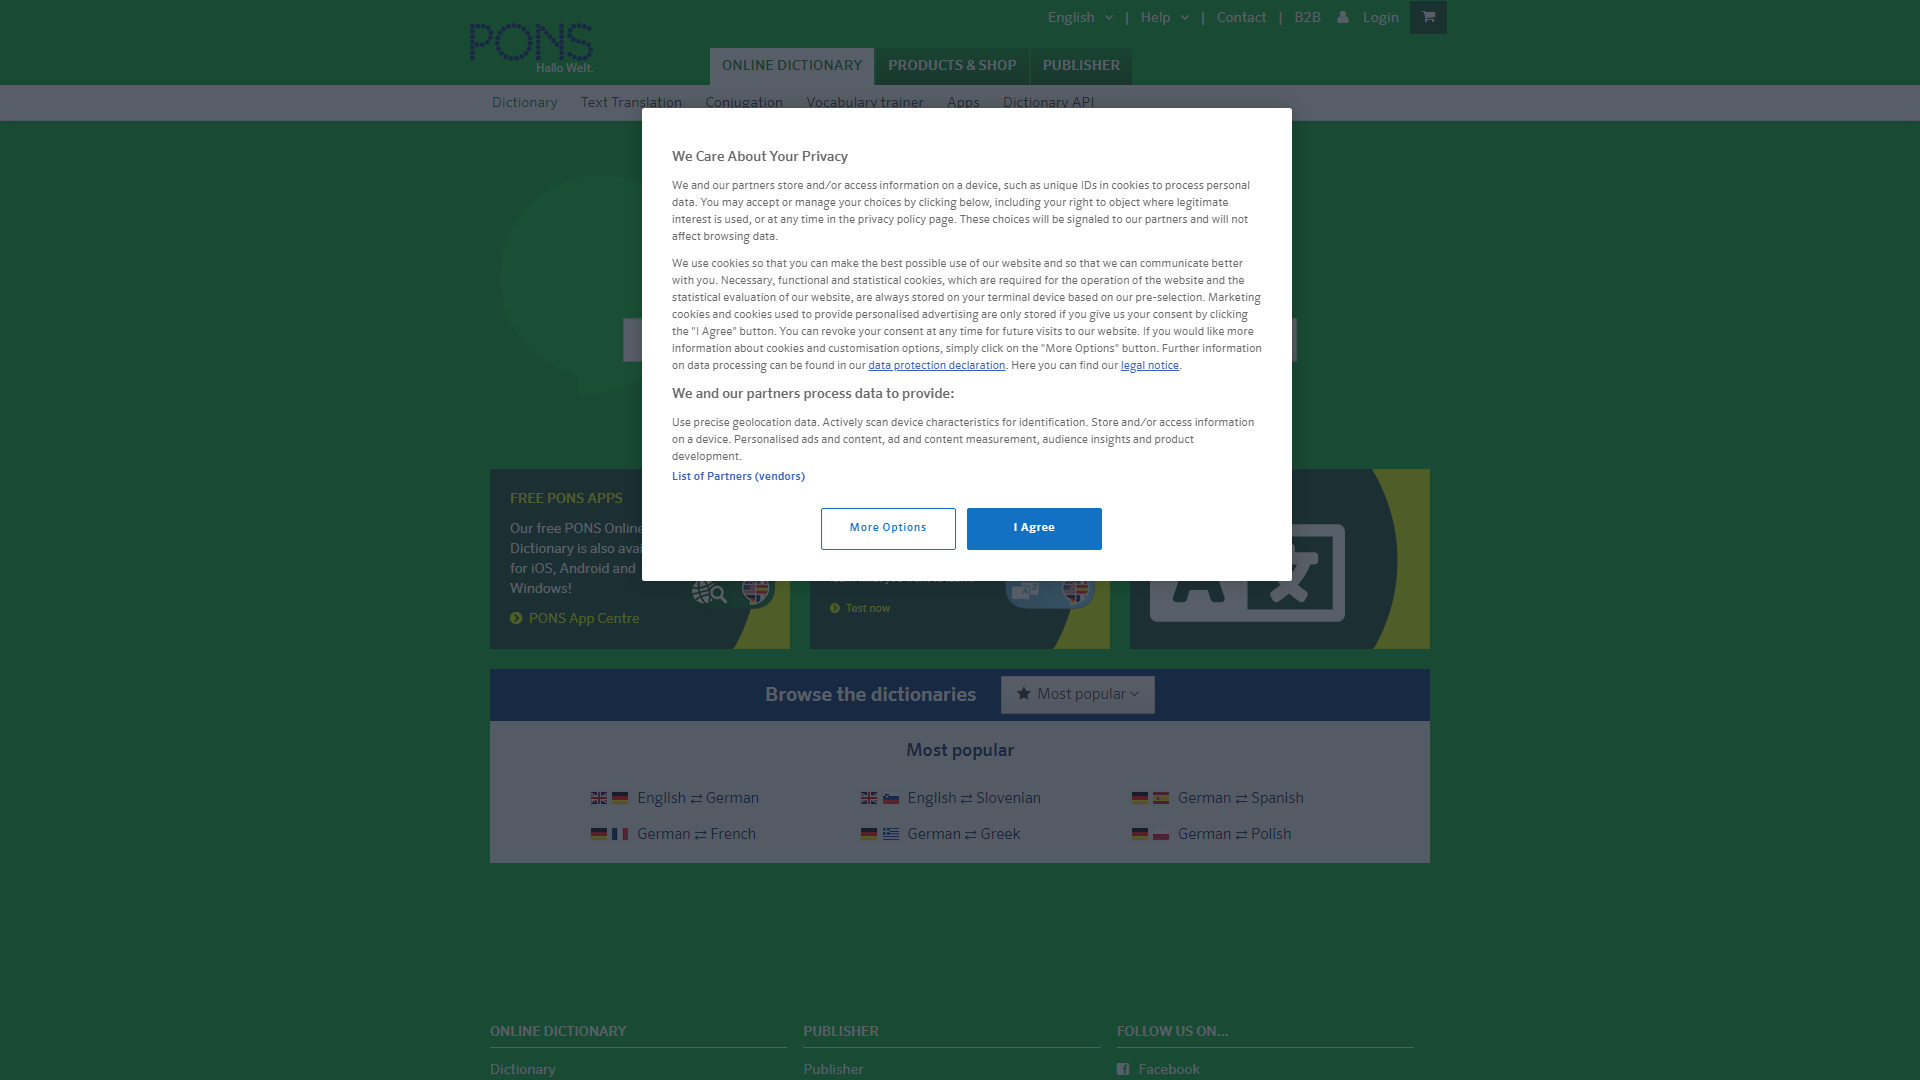 English | Help | Contact | B2B Login
PONS
Hallo Welt.
ONLINE DICTIONARY PRODUCTS & SHOP PUBLISHER
Dictionary Text Translation Conjugation Vocabulary trainer Apps Dictionary API
We Care About Your Privacy
We and our partners store and/or access information on a device, such as unique IDs in cookies to process personal
data. You may accept or manage your choices by clicking below, including your right to object where legitimate
interest is used, or at any time in the privacy policy page. These choices will be signaled to our partners and will not
affect browsing data.
We use cookies so that you can make the best possible use of our website and so that we can communicate better
with you. Necessary, functional and statistical cookies, which are required for the operation of the website and the
statistical evaluation of our website, are always stored on your terminal device based on our pre-selection. Marketing
cookies and cookies used to provide personalised advertising are only stored if you give us your consent by clicking
the "I Agree" button. You can revoke your consent at any time for future visits to our website. If you would like more
information about cookies and customisation options, simply click on the "More Options" button. Further information
on data processing can be found in our data protection declaration. Here you can find our legal notice.
We and our partners process data to provide:
Use precise geolocation data. Actively scan device characteristics for identification. Store and/or access information
on a device. Personalised ads and content, ad and content measurement, audience insights and product
development.
List of Partners (vendors)
More Options I Agree
FREE PONS APPS
Our free PONS Online
Dictionary is also
for iOS, Android and
Windows!
PONS App Centre
Test now
Browse the dictionaries Most popular
Most popular
English ⇄ German English ⇄ Slovenian German ⇄ Spanish
German ⇄ French German ⇄ Greek German ⇄ Polish
ONLINE DICTIONARY PUBLISHER FOLLOW US ON...
Dictionary Publisher Facebook